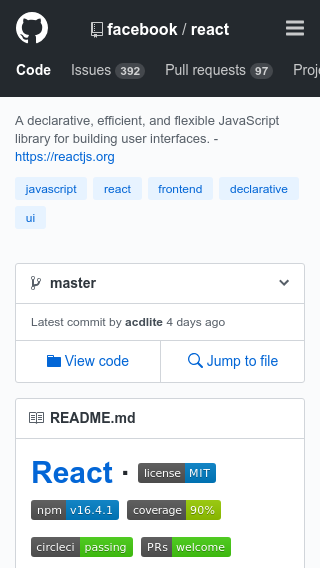 facebook / react
Code Issues 392 Pull requests 97 Proj
A declarative, efficient, and flexible JavaScript
library for building user interfaces. -
https://reactjs.org
javascript react frontend declarative
ui
master
Latest commit by acdlite 4 days ago
View code Jump to file
README.md
React · license MIT
npm v16.4.1 coverage 90%
circleci passing PRs welcome